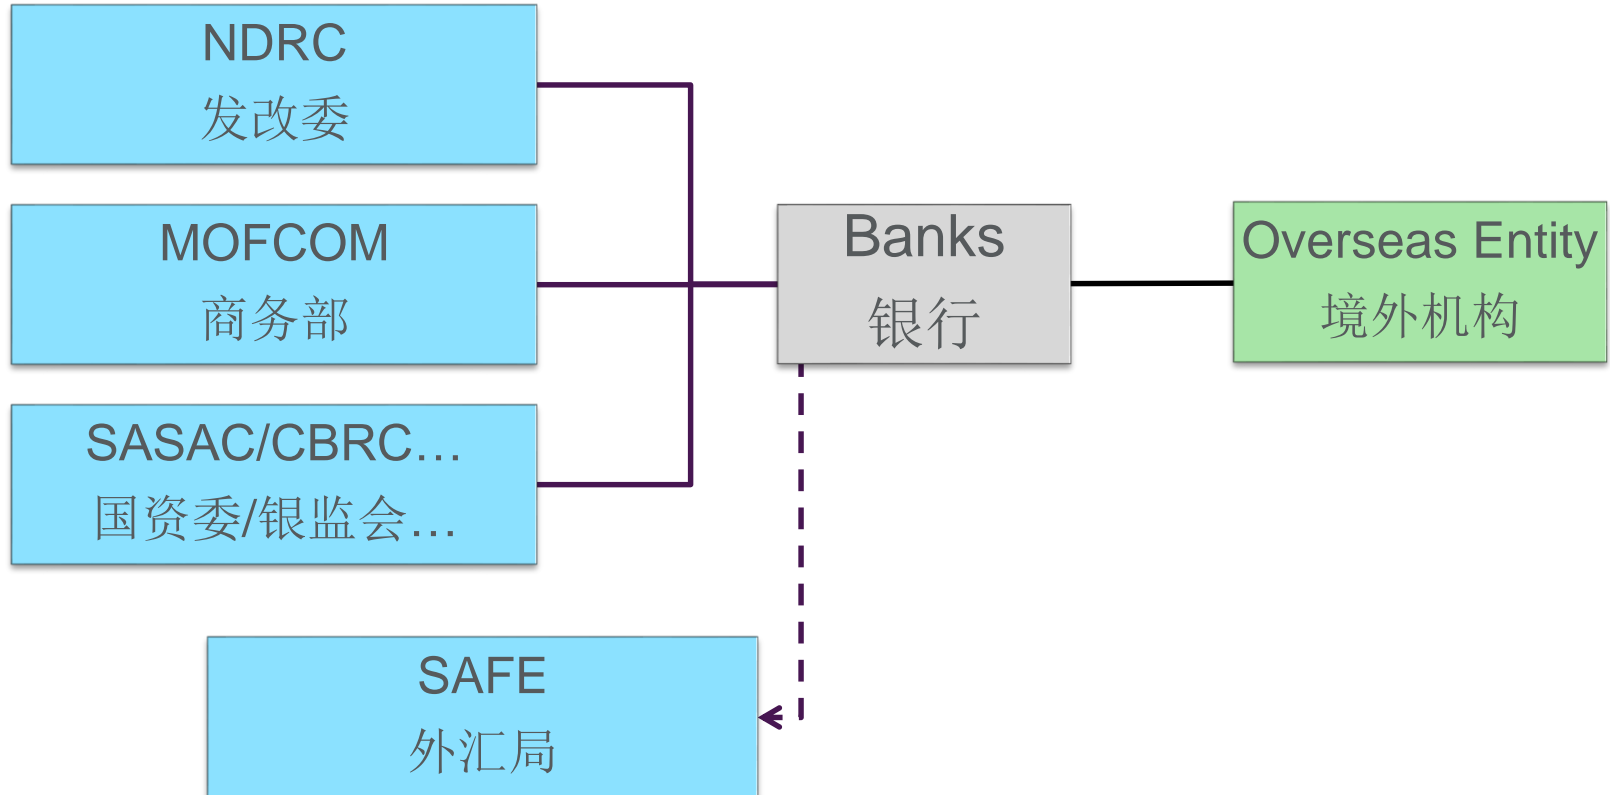 NDRC
发改委
MOFCOM
商务部
SASAC/CBRC…
国资委/银监会…
Banks
银行
Overseas Entity
境外机构
SAFE
外汇局